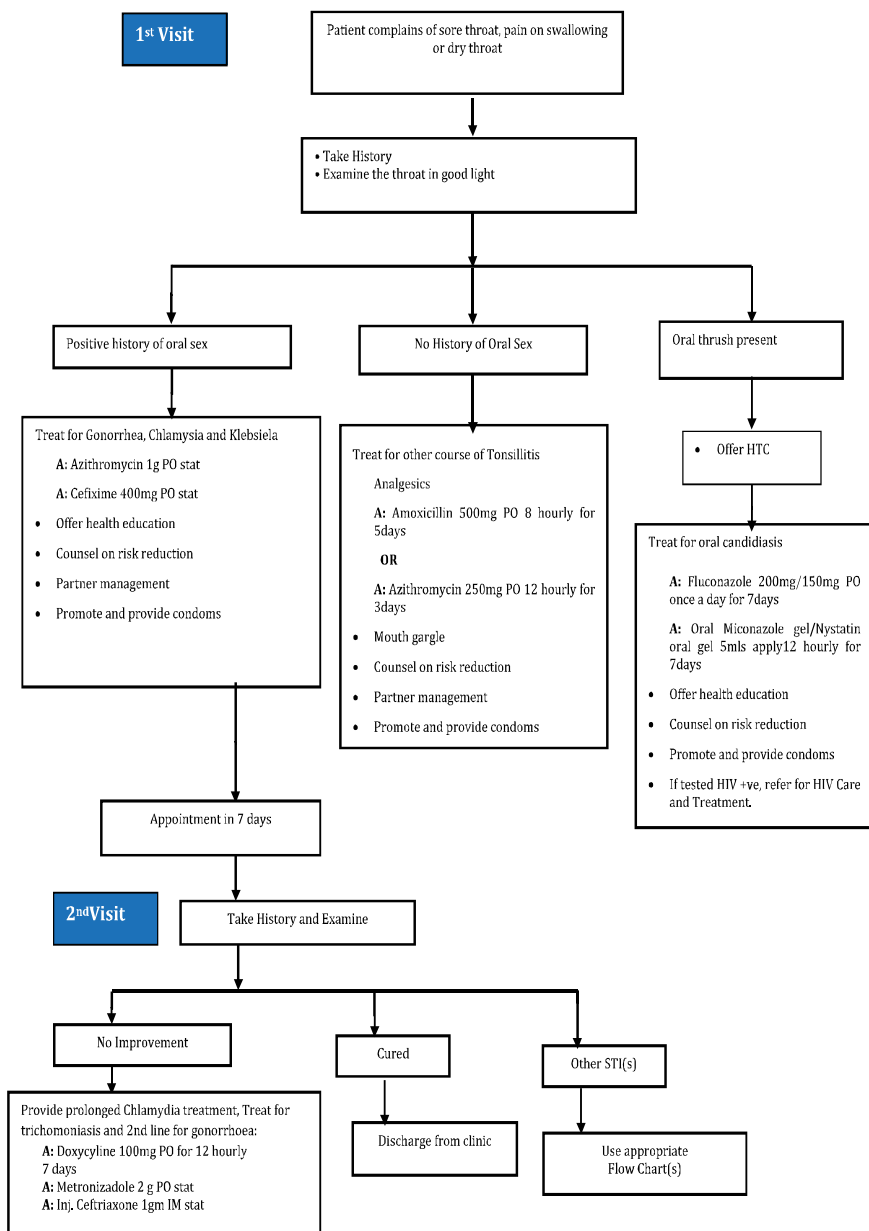 1st Visit
Patient complains of sore throat, pain on swallowing
or dry throat
• Take History
• Examine the throat in good light
Positive history of oral sex
No History of Oral Sex
Oral thrush present
Treat for Gonorrhea, Chlamysia and Klebsiela
A: Azithromycin 1g PO stat
A: Cefixime 400mg PO stat
• Offer health education
• Counsel on risk reduction
• Partner management
• Promote and provide condoms
Treat for other course of Tonsillitis
Analgesics
A: Amoxicillin 500mg PO 8 hourly for
5days
OR
A: Azithromycin 250mg PO 12 hourly for
3days
• Mouth gargle
• Counsel on risk reduction
• Partner management
• Promote and provide condoms
• Offer HTC
Treat for oral candidiasis
A: Fluconazole 200mg/150mg PO
once a day for 7days
A: Oral Miconazole gel/Nystatin
oral gel 5mls apply12 hourly for
7days
• Offer health education
• Counsel on risk reduction
• Promote and provide condoms
• If tested HIV +ve, refer for HIV Care
and Treatment.
Appointment in 7 days
2ndVisit
Take History and Examine
No Improvement
Cured
Other STI(s)
Provide prolonged Chlamydia treatment, Treat for
trichomoniasis and 2nd line for gonorrhoea:
A: Doxycyline 100mg PO for 12 hourly
7 days
A: Metronizadole 2 g PO stat
A: Inj. Ceftriaxone 1gm IM stat
Discharge from clinic
Use appropriate
Flow Chart(s)